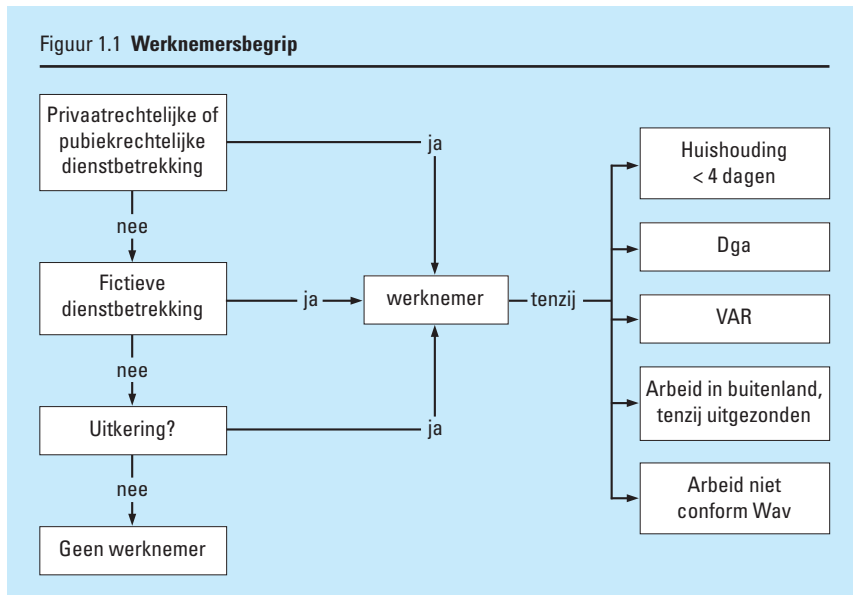 Figuur 1.1 Werknemersbegrip
Privaatrechtelijke of
pubiekrechtelijke
dienstbetrekking
ja
nee
Fictieve
dienstbetrekking
ja
werknemer
tenzij
nee
Uitkering?
ja
nee
Geen werknemer
Huishouding
< 4 dagen
Dga
VAR
Arbeid in buitenland,
tenzij uitgezonden
Arbeid niet
conform Wav